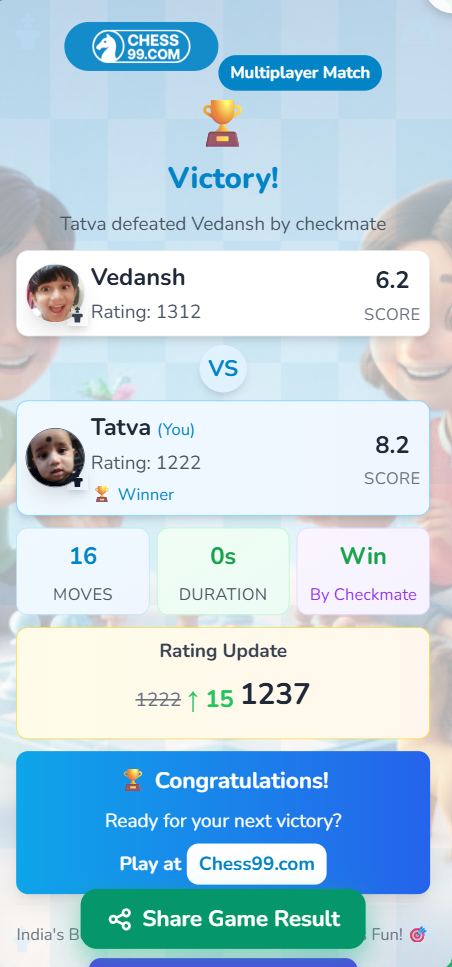 CHESS
99.COM
Multiplayer Match
Victory!
Tatva defeated Vedansh by checkmate
Vedansh
Rating: 1312
6.2
SCORE
VS
Tatva (You)
Rating: 1222
Winner
8.2
SCORE
16
MOVES
0s
DURATION
Win
By Checkmate
Rating Update
1222 ↑ 15 1237
Congratulations!
Ready for your next victory?
Play at Chess99.com
Share Game Result
India's B
Fun!